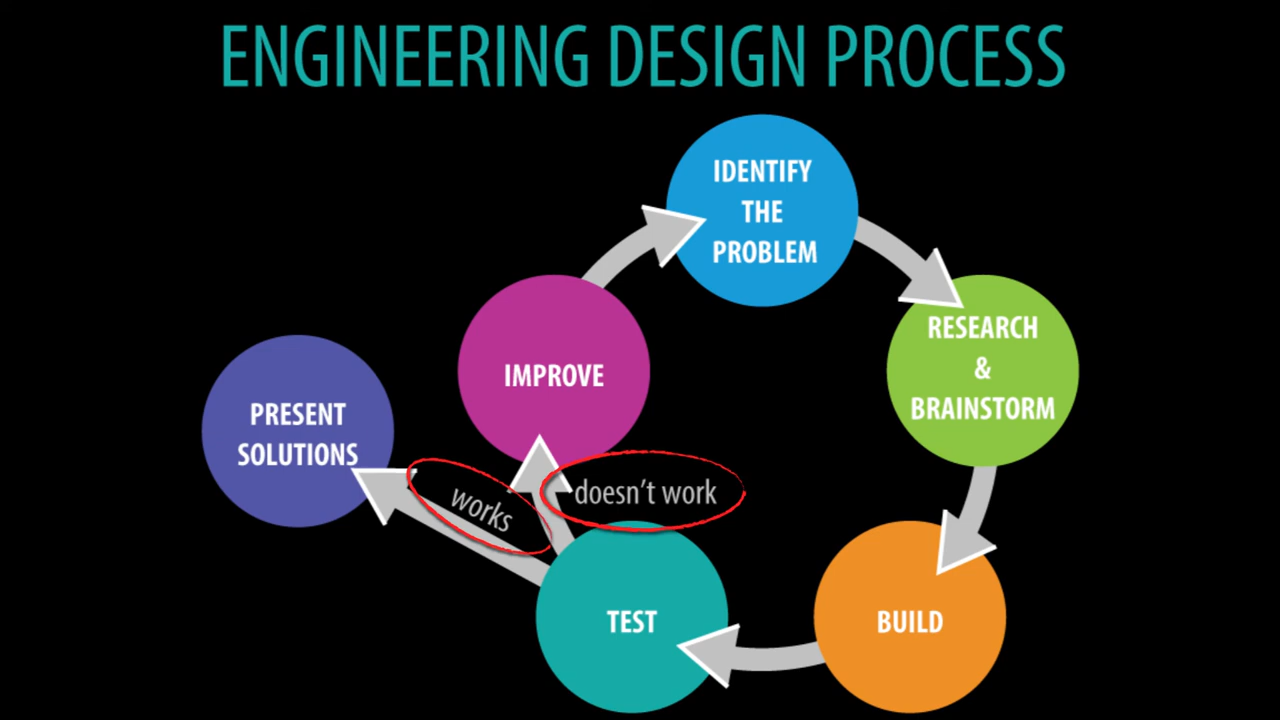 ENGINEERING DESIGN PROCESS
IDENTIFY
THE
PROBLEM
RESEARCH
&
BRAINSTORM
BUILD
TEST
doesn't work
works
IMPROVE
PRESENT
SOLUTIONS